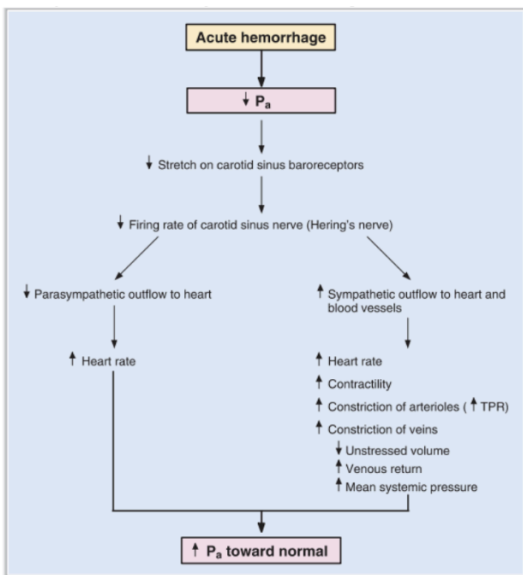 Acute hemorrhage
↓ Pa
↓ Stretch on carotid sinus baroreceptors
↓ Firing rate of carotid sinus nerve (Hering's nerve)
↓ Parasympathetic outflow to heart
↑ Heart rate
↑ Sympathetic outflow to heart and
blood vessels
↑ Heart rate
↑ Contractility
↑ Constriction of arterioles ( ↑ TPR)
↑ Constriction of veins
↓ Unstressed volume
↑ Venous return
↑ Mean systemic pressure
↑ Pa toward normal